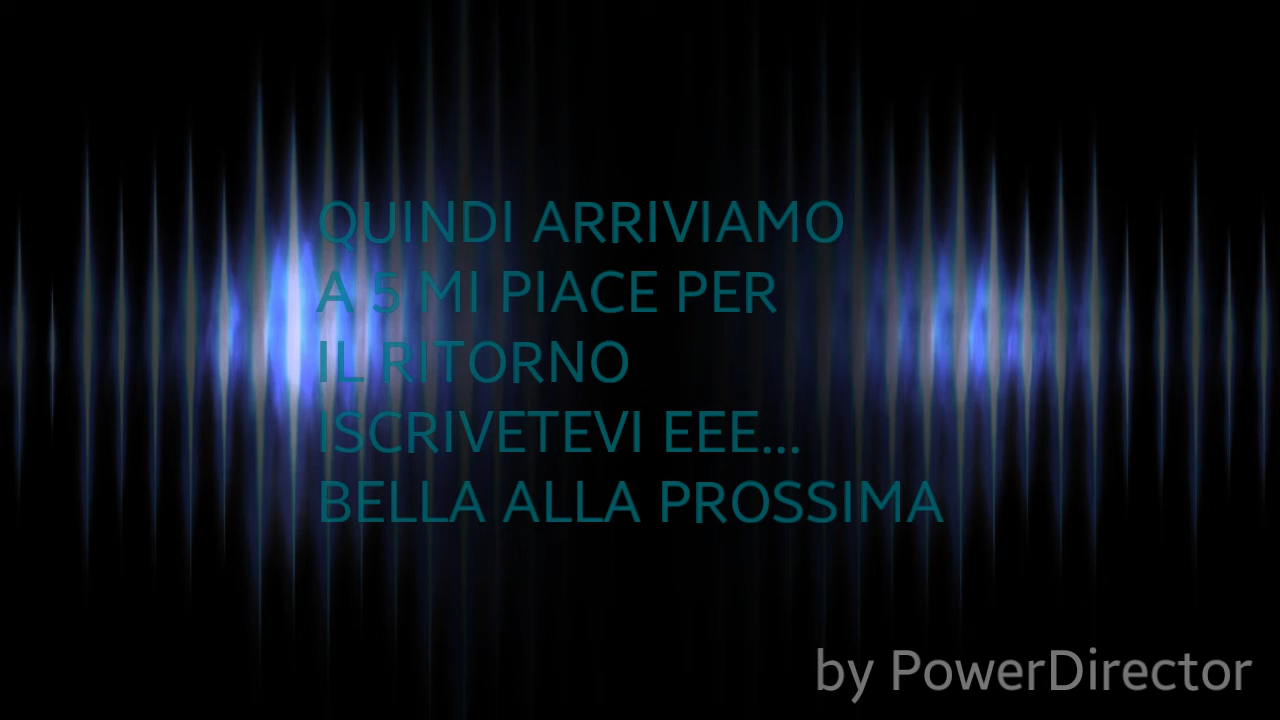 QUINDI ARRIVIAMO
A 5 MI PIACE PER
IL RITORNO
ISCRIVETEVI EEE...
BELLA ALLA PROSSIMA
by PowerDirector